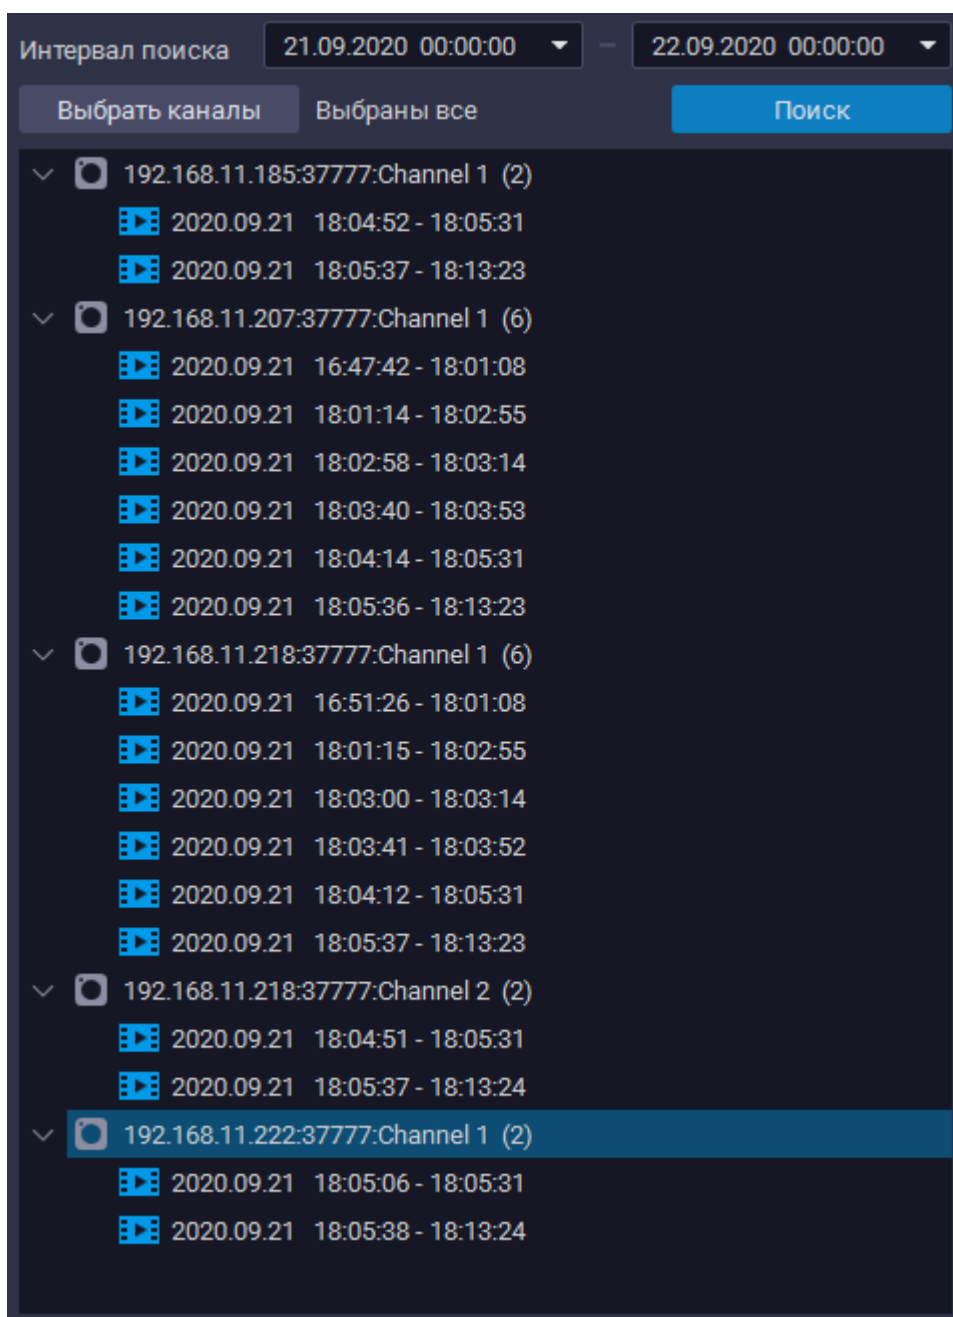 Интервал поиска 21.09.2020 00:00:00 – 22.09.2020 00:00:00
Выбрать каналы Выбраны все Поиск
192.168.11.185:37777:Channel 1 (2)
2020.09.21 18:04:52 - 18:05:31
2020.09.21 18:05:37 - 18:13:23
192.168.11.207:37777:Channel 1 (6)
2020.09.21 16:47:42 - 18:01:08
2020.09.21 18:01:14 - 18:02:55
2020.09.21 18:02:58 - 18:03:14
2020.09.21 18:03:40 - 18:03:53
2020.09.21 18:04:14 - 18:05:31
2020.09.21 18:05:36 - 18:13:23
192.168.11.218:37777:Channel 1 (6)
2020.09.21 16:51:26 - 18:01:08
2020.09.21 18:01:15 - 18:02:55
2020.09.21 18:03:00 - 18:03:14
2020.09.21 18:03:41 - 18:03:52
2020.09.21 18:04:12 - 18:05:31
2020.09.21 18:05:37 - 18:13:23
192.168.11.218:37777:Channel 2 (2)
2020.09.21 18:04:51 - 18:05:31
2020.09.21 18:05:37 - 18:13:24
192.168.11.222:37777:Channel 1 (2)
2020.09.21 18:05:06 - 18:05:31
2020.09.21 18:05:38 - 18:13:24